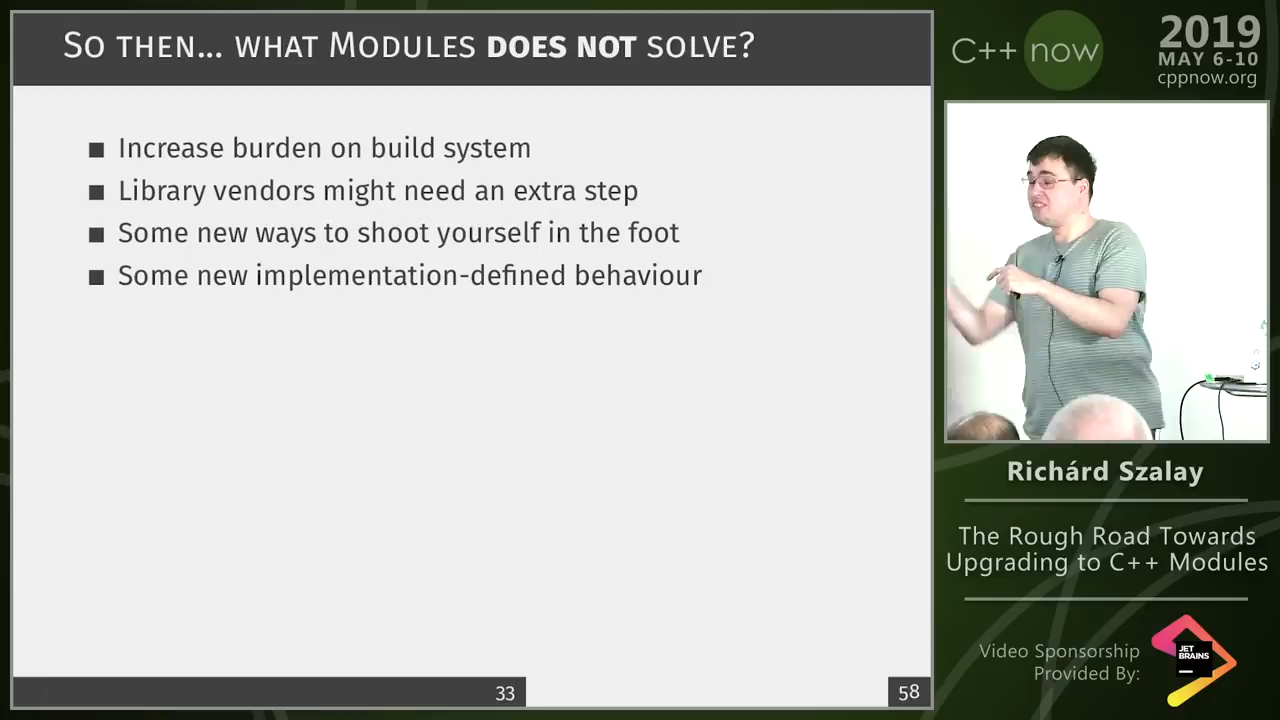 So then... what Modules does not solve?
Increase burden on build system
Library vendors might need an extra step
Some new ways to shoot yourself in the foot
Some new implementation-defined behaviour
33
58
C++ now
2019
MAY 6-10
cppnow.org
Richárd Szalay
The Rough Road Towards
Upgrading to C++ Modules
Video Sponsorship
Provided By:
JET
BRAINS